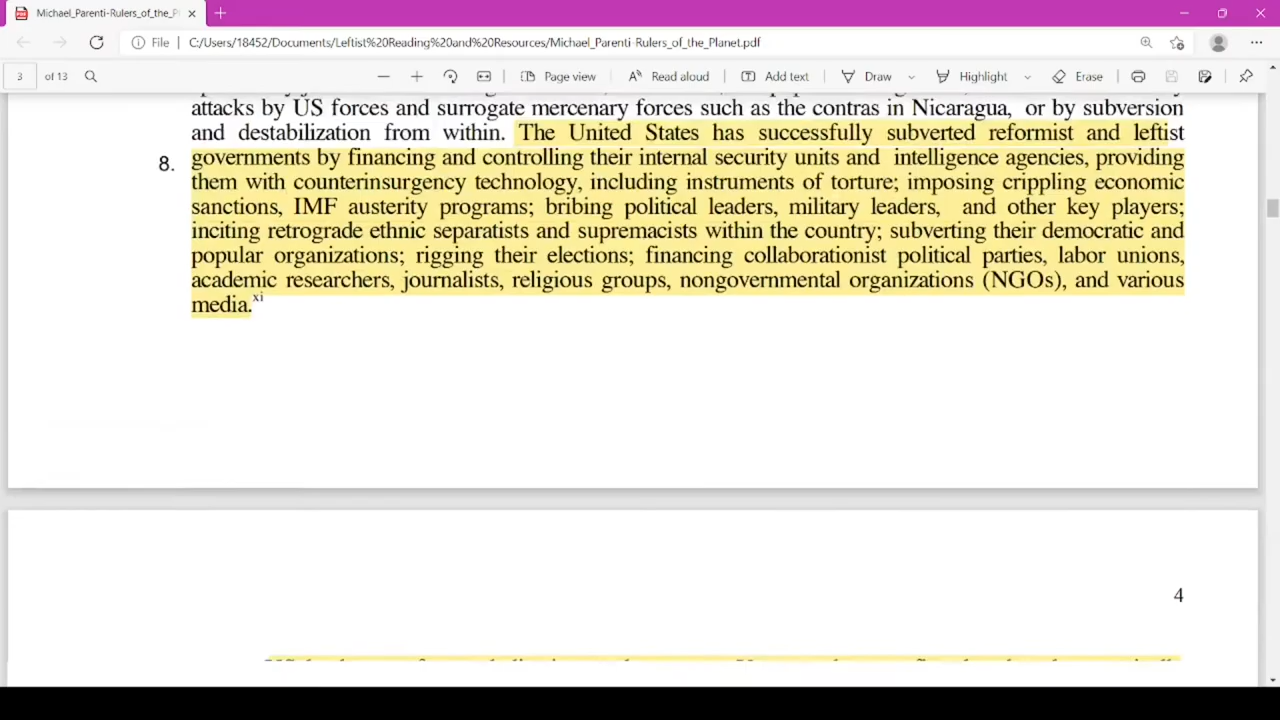 Michael_Parenti-Rulers_of_the_P
File C:/Users/18452/Documents/Leftist%20Reading%20and%20Resources/Michael_Parenti-Rulers_of_the_Planet.pdf
3 of 13 Page view Read aloud Add text Draw Highlight Erase
attacks by US forces and surrogate mercenary forces such as the contras in Nicaragua, or by subversion
and destabilization from within. The United States has successfully subverted reformist and leftist
8. governments by financing and controlling their internal security units and intelligence agencies, providing
them with counterinsurgency technology, including instruments of torture; imposing crippling economic
sanctions, IMF austerity programs; bribing political leaders, military leaders, and other key players;
inciting retrograde ethnic separatists and supremacists within the country; subverting their democratic and
popular organizations; rigging their elections; financing collaborationist political parties, labor unions,
academic researchers, journalists, religious groups, nongovernmental organizations (NGOs), and various
media.xi
4